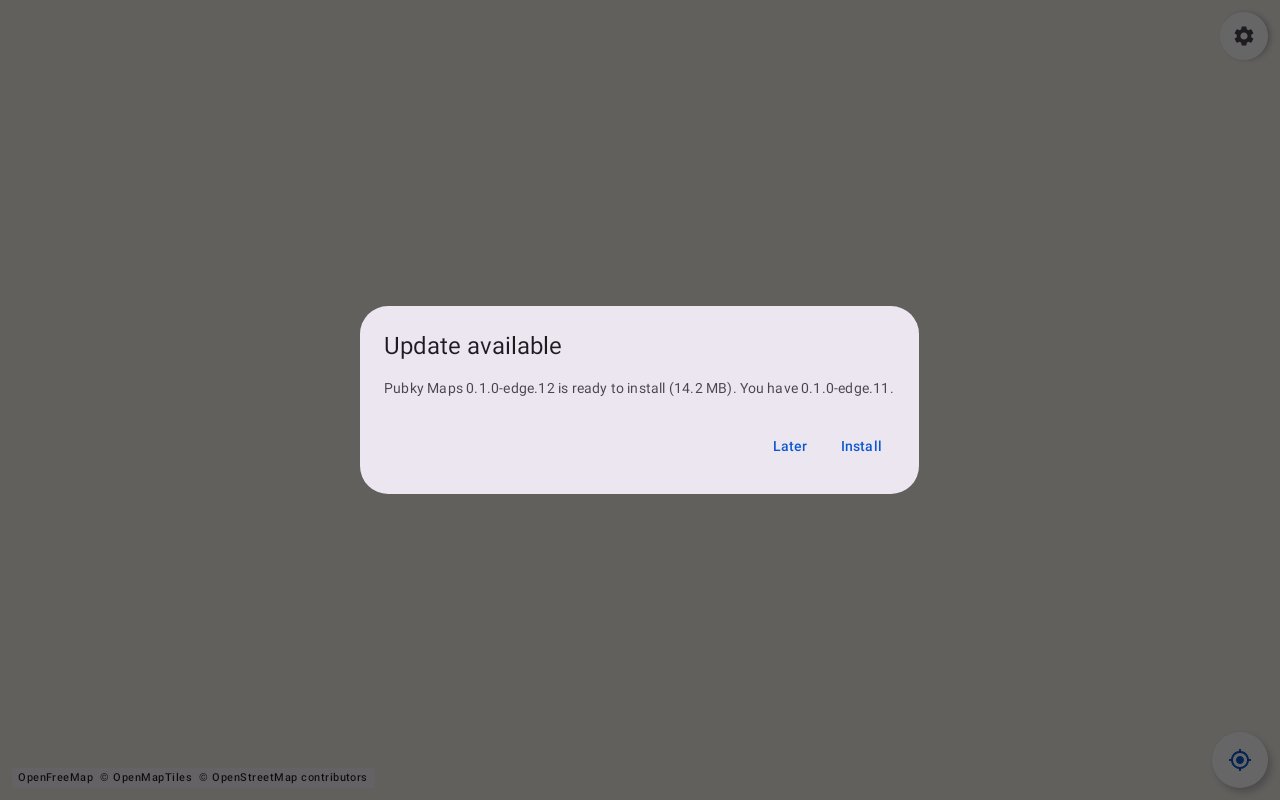 Update available
Pubky Maps 0.1.0-edge.12 is ready to install (14.2 MB). You have 0.1.0-edge.11.
Later Install
OpenFreeMap © OpenMapTiles © OpenStreetMap contributors